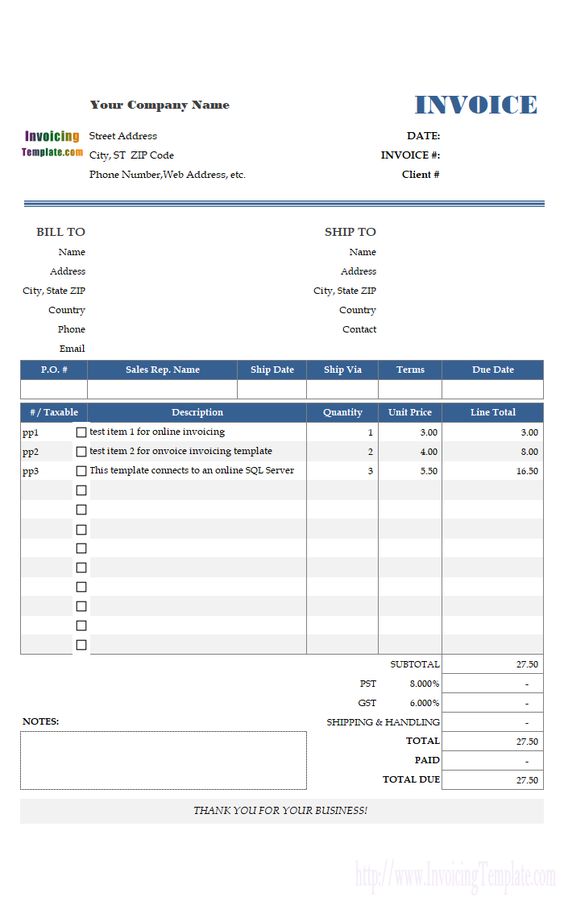 Your Company Name
INVOICE
Invoicing
Template.com
Street Address
DATE:
City, ST  ZIP Code
INVOICE #:
Phone Number,Web Address, etc.
Client #
BILL TO
SHIP TO
Name
Name
Address
Address
City, State ZIP
City, State ZIP
Country
Country
Phone
Contact
Email
P.O. # Sales Rep. Name Ship Date Ship Via Terms Due Date
# / Taxable Description Quantity Unit Price Line Total
pp1 test item 1 for online invoicing 1 3.00 3.00
pp2 test item 2 for onvoice invoicing template 2 4.00 8.00
pp3 This template connects to an online SQL Server 3 5.50 16.50
SUBTOTAL 27.50
PST 8.000% -
GST 6.000% -
NOTES:
SHIPPING & HANDLING -
TOTAL 27.50
PAID -
TOTAL DUE 27.50
THANK YOU FOR YOUR BUSINESS!
http://www.InvoicingTemplate.com